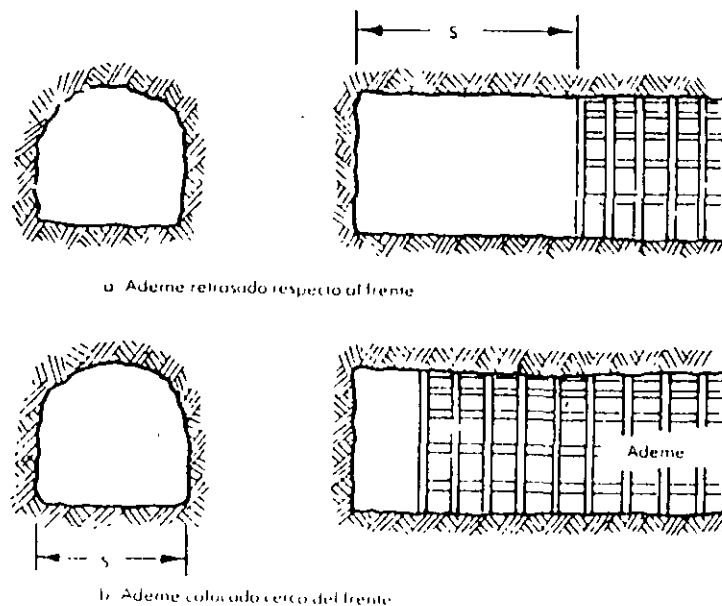 S
a Ademe retrasado respecto al frente
Ademe
S
b Ademe colocado cerca del frente